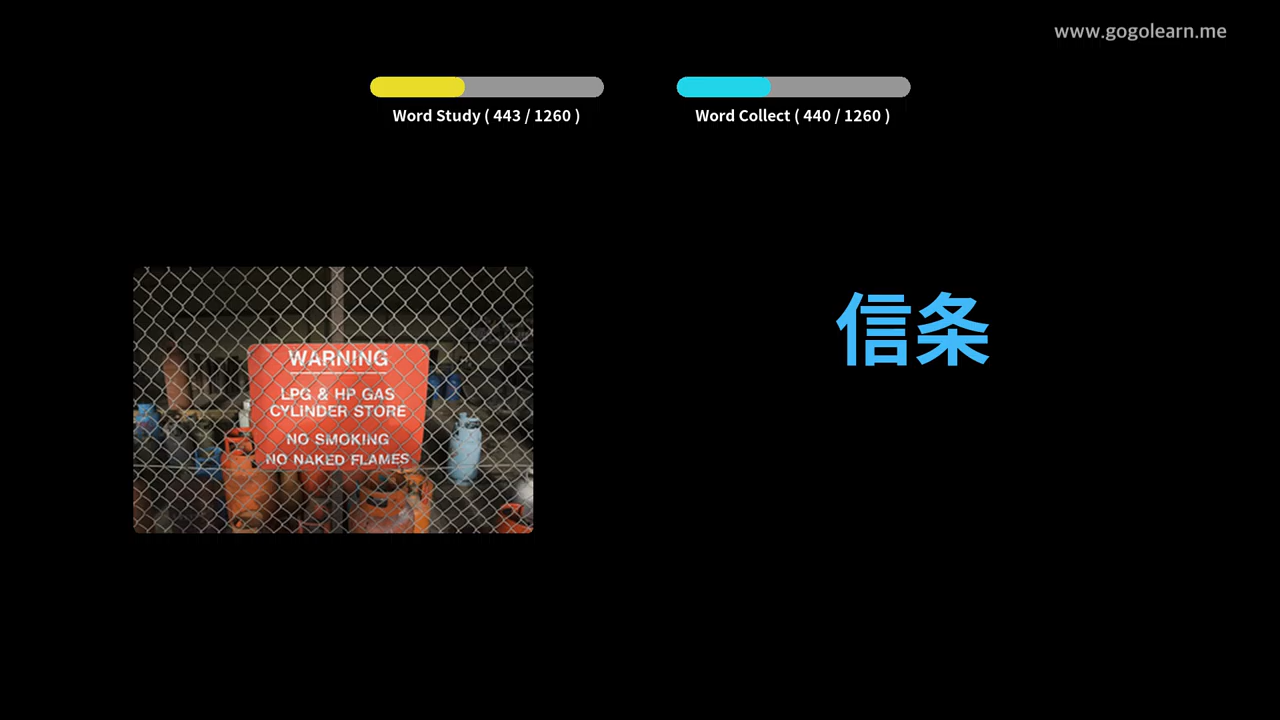 www.gogolearn.me
Word Study ( 443 / 1260 )
Word Collect ( 440 / 1260 )
WARNING
LPG & HP GAS
CYLINDER STORE
NO SMOKING
NO NAKED FLAMES
信条